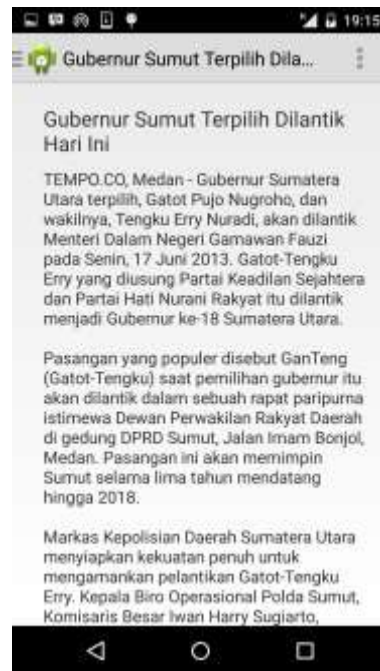 19:15
Gubernur Sumut Terpilih Dila...
Gubernur Sumut Terpilih Dilantik
Hari Ini
TEMPO.CO, Medan - Gubernur Sumatera
Utara terpilih, Gatot Pujo Nugroho, dan
wakilnya, Tengku Erry Nuradi, akan dilantik
Menteri Dalam Negeri Gamawan Fauzi
pada Senin, 17 Juni 2013. Gatot-Tengku
Erry yang diusung Partai Keadilan Sejahtera
dan Partai Hati Nurani Rakyat itu dilantik
menjadi Gubernur ke-18 Sumatera Utara.
Pasangan yang populer disebut GanTeng
(Gatot-Tengku) saat pemilihan gubernur itu
akan dilantik dalam sebuah rapat paripurna
istimewa Dewan Perwakilan Rakyat Daerah
di gedung DPRD Sumut, Jalan Imam Bonjol,
Medan. Pasangan ini akan memimpin
Sumut selama lima tahun mendatang
hingga 2018.
Markas Kepolisian Daerah Sumatera Utara
menyiapkan kekuatan penuh untuk
mengamankan pelantikan Gatot-Tengku
Erry. Kepala Biro Operasional Polda Sumut,
Komisaris Besar Iwan Harry Sugiarto,